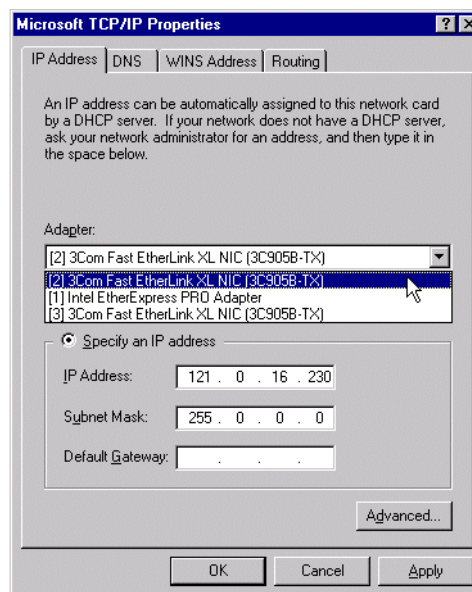 Microsoft TCP/IP Properties
IP Address DNS WINS Address Routing
An IP address can be automatically assigned to this network card
by a DHCP server. If your network does not have a DHCP server,
ask your network administrator for an address, and then type it in
the space below.
Adapter:
[2] 3Com Fast EtherLink XL NIC (3C905B-TX)
[2] 3Com Fast EtherLink XL NIC (3C905B-TX)
[1] Intel EtherExpress PRO Adapter
[3] 3Com Fast EtherLink XL NIC (3C905B-TX)
Specify an IP address
IP Address: 121 . 0 . 16 . 230
Subnet Mask: 255 . 0 . 0 . 0
Default Gateway: . . .
Advanced...
OK Cancel Apply